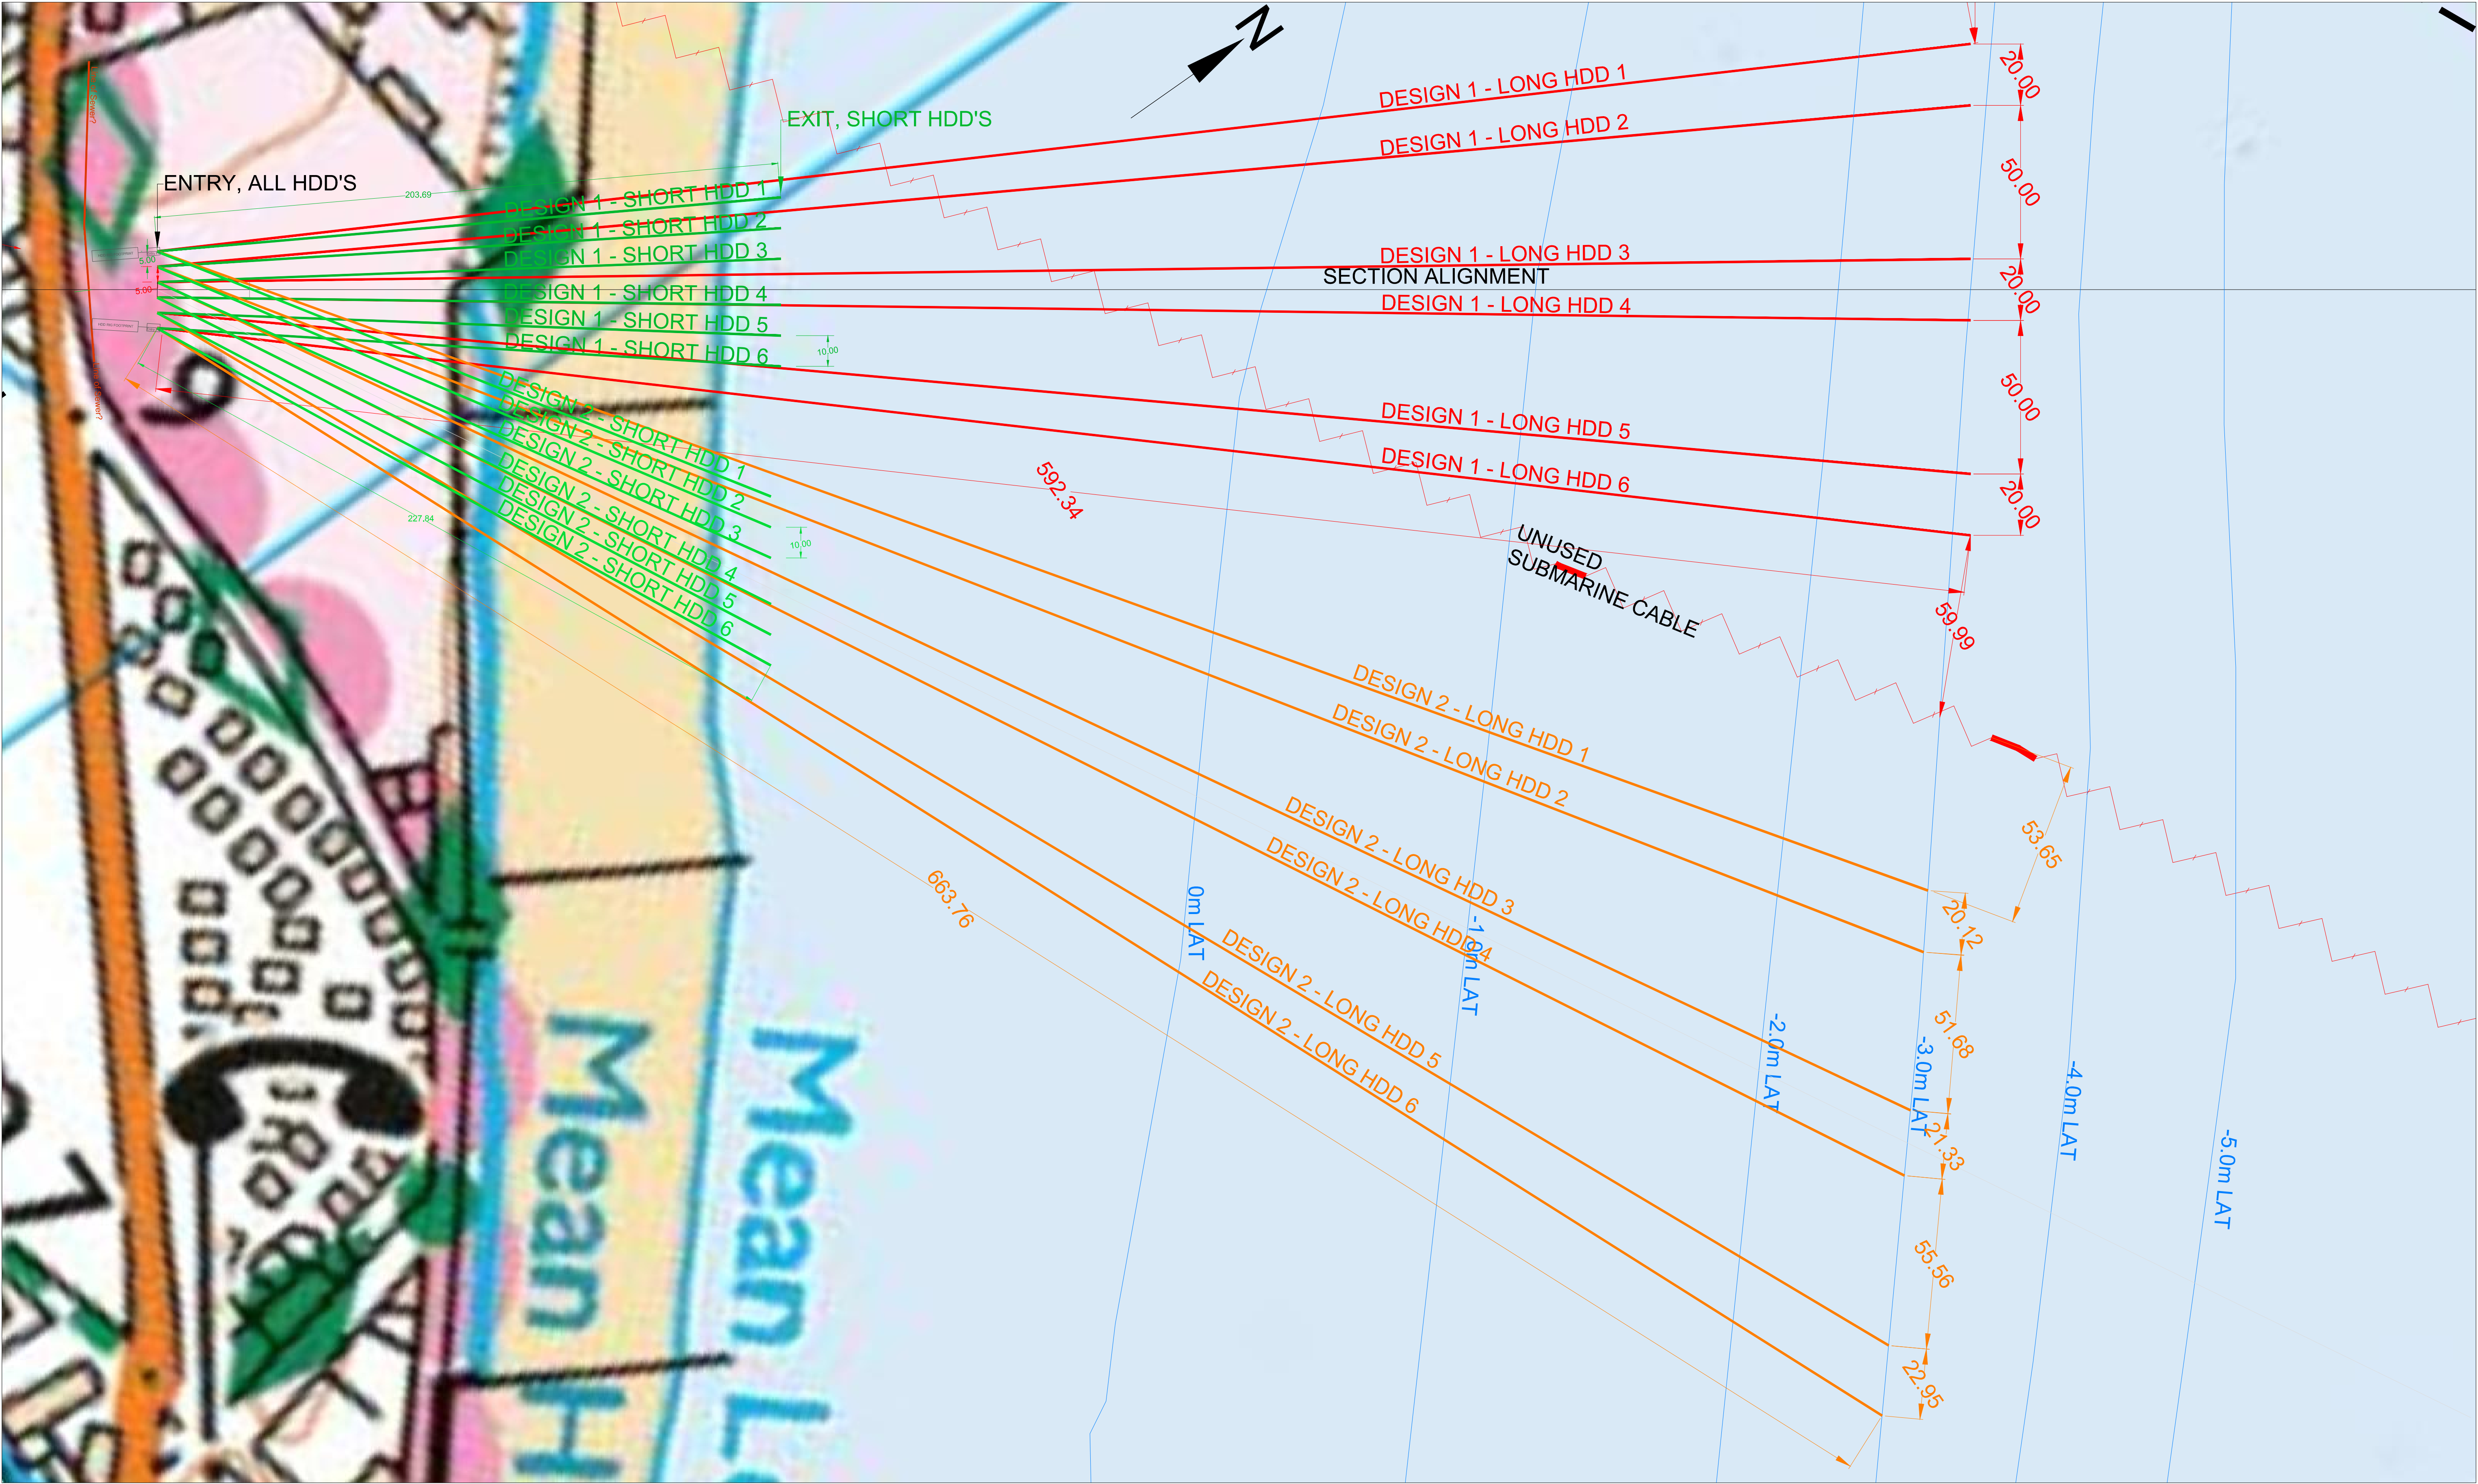 N
20.00
DESIGN 1 - LONG HDD 1
EXIT, SHORT HDD'S
DESIGN 1 - LONG HDD 2
50.00
ENTRY, ALL HDD'S
203.69
DESIGN 1 - SHORT HDD 1
DESIGN 1 - SHORT HDD 2
DESIGN 1 - SHORT HDD 3
DESIGN 1 - LONG HDD 3
5.00
SECTION ALIGNMENT
20.00
5.00
DESIGN 1 - SHORT HDD 4
DESIGN 1 - LONG HDD 4
DESIGN 1 - SHORT HDD 5
DESIGN 1 - SHORT HDD 6
10.00
50.00
DESIGN 1 - LONG HDD 5
DESIGN 1 - LONG HDD 6
592.34
20.00
DESIGN 2 - SHORT HDD 1
DESIGN 2 - SHORT HDD 2
DESIGN 2 - SHORT HDD 3
DESIGN 2 - SHORT HDD 4
DESIGN 2 - SHORT HDD 5
DESIGN 2 - SHORT HDD 6
10.00
227.84
UNUSED
SUBMARINE CABLE
59.99
DESIGN 2 - LONG HDD 1
DESIGN 2 - LONG HDD 2
53.65
DESIGN 2 - LONG HDD 3
DESIGN 2 - LONG HDD 4
20.12
663.76
0m LAT
-1.0m LAT
DESIGN 2 - LONG HDD 5
DESIGN 2 - LONG HDD 6
51.68
-2.0m LAT
-3.0m LAT
-4.0m LAT
-5.0m LAT
21.33
55.56
22.95
Mean H
Mean Lo